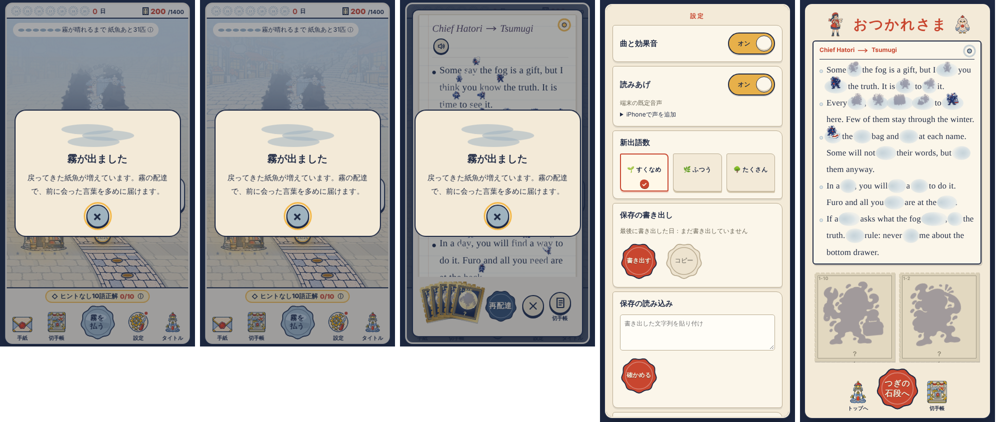 0 日
200 /1400
霧が晴れるまで 紙魚あと31匹 ⓘ
霧が出ました
戻ってきた紙魚が増えています。霧の配達
で、前に会った言葉を多めに届けます。
×
ヒントなし10語正解 0/10 ⓘ
手紙
切手帳
霧を
払う
設定
タイトル
0 日
200 /1400
霧が晴れるまで 紙魚あと31匹 ⓘ
霧が出ました
戻ってきた紙魚が増えています。霧の配達
で、前に会った言葉を多めに届けます。
×
ヒントなし10語正解 0/10 ⓘ
手紙
切手帳
霧を
払う
設定
タイトル
Chief Hatori → Tsumugi
Some say the fog is a gift, but I
think you know the truth. It is
time to see it.
霧が出ました
戻ってきた紙魚が増えています。霧の配達
で、前に会った言葉を多めに届けます。
×
In a day, you will find a way to
do it. Furo and all you need are
at the back.
再配達
×
切手帳
設定
曲と効果音
オン
読みあげ
オン
端末の既定音声
▶ iPhoneで声を追加
新出語数
すくなめ
ふつう
たくさん
保存の書き出し
最後に書き出した日：まだ書き出していません
書き出す
コピー
保存の読み込み
書き出した文字列を貼り付け
確かめる
おつかれさま
Chief Hatori → Tsumugi
Some the fog is a gift, but I you
the truth. It is to it.
Every , to
here. Few of them stay through the winter.
the bag and at each name.
Some will not their words, but
them anyway.
In a , you will a to do it.
Furo and all you are at the .
If a asks what the fog , the
truth. rule: never me about the
bottom drawer.
?
?
トップへ
つぎの
石段へ
切手帳